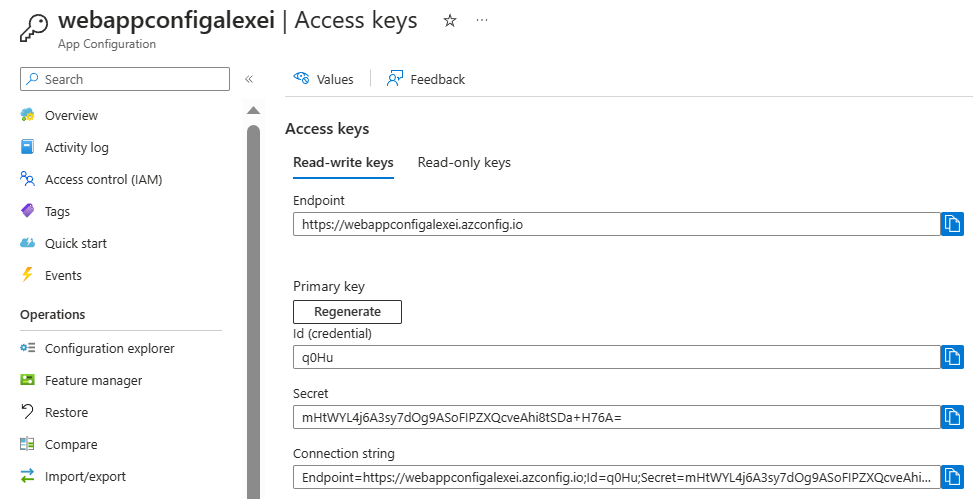 webappconfigalexei | Access keys
App Configuration
Search
Values
Feedback
Overview
Activity log
Access control (IAM)
Tags
Quick start
Events
Operations
Configuration explorer
Feature manager
Restore
Compare
Import/export
Access keys
Read-write keys
Read-only keys
Endpoint
https://webappconfigalexei.azconfig.io
Primary key
Regenerate
Id (credential)
q0Hu
Secret
mHtWYL4j6A3sy7dOg9ASoFIPZXQcveAhi8tSDa+H76A=
Connection string
Endpoint=https://webappconfigalexei.azconfig.io;Id=q0Hu;Secret=mHtWYL4j6A3sy7dOg9ASoFIPZXQcveAhi...